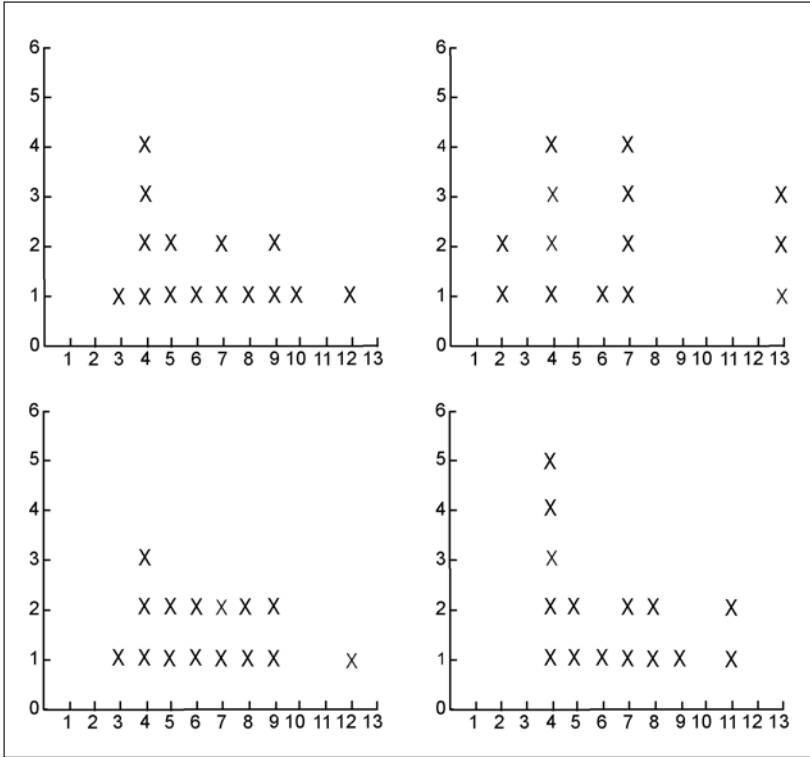 6 6
5 5
4 X 4 X X
3 X 3 X X X
2 X X X X 2 X X X X
1 X X X X X X X X X 1 X X X X X
0 0
1 2 3 4 5 6 7 8 9 10 11 12 13 1 2 3 4 5 6 7 8 9 10 11 12 13
6 6
5 5 X
4 4 X
3 X 3 X
2 X X X X X X 2 X X X X X
1 X X X X X X X X 1 X X X X X X X
0 0
1 2 3 4 5 6 7 8 9 10 11 12 13 1 2 3 4 5 6 7 8 9 10 11 12 13